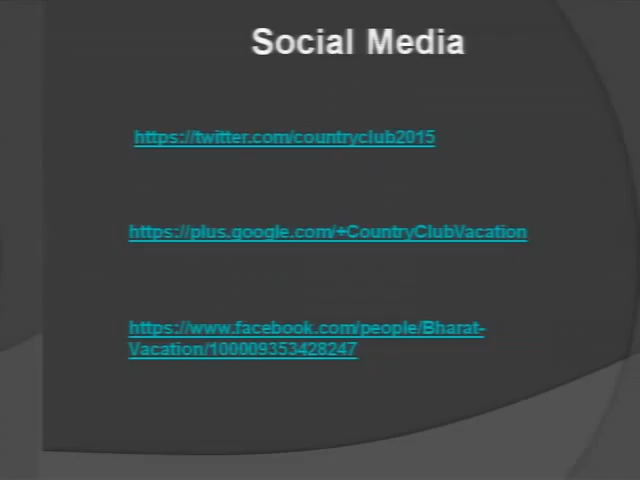 Social Media
https://twitter.com/countryclub2015
https://plus.google.com/+CountryClubVacation
https://www.facebook.com/people/Bharat-
Vacation/100009353428247